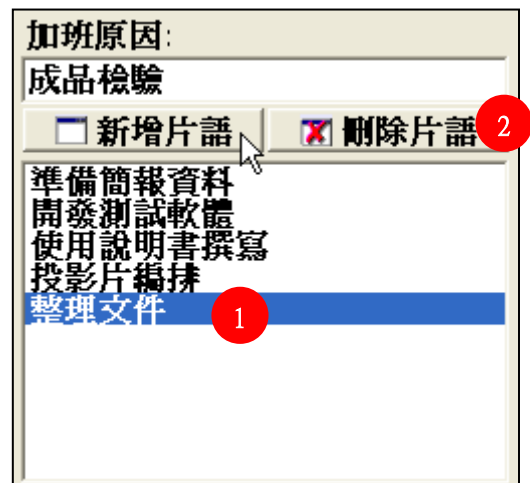 加班原因:
成品檢驗
新增片語 刪除片語 2
準備簡報資料
開發測試軟體
使用說明書撰寫
投影片編排
整理文件 1